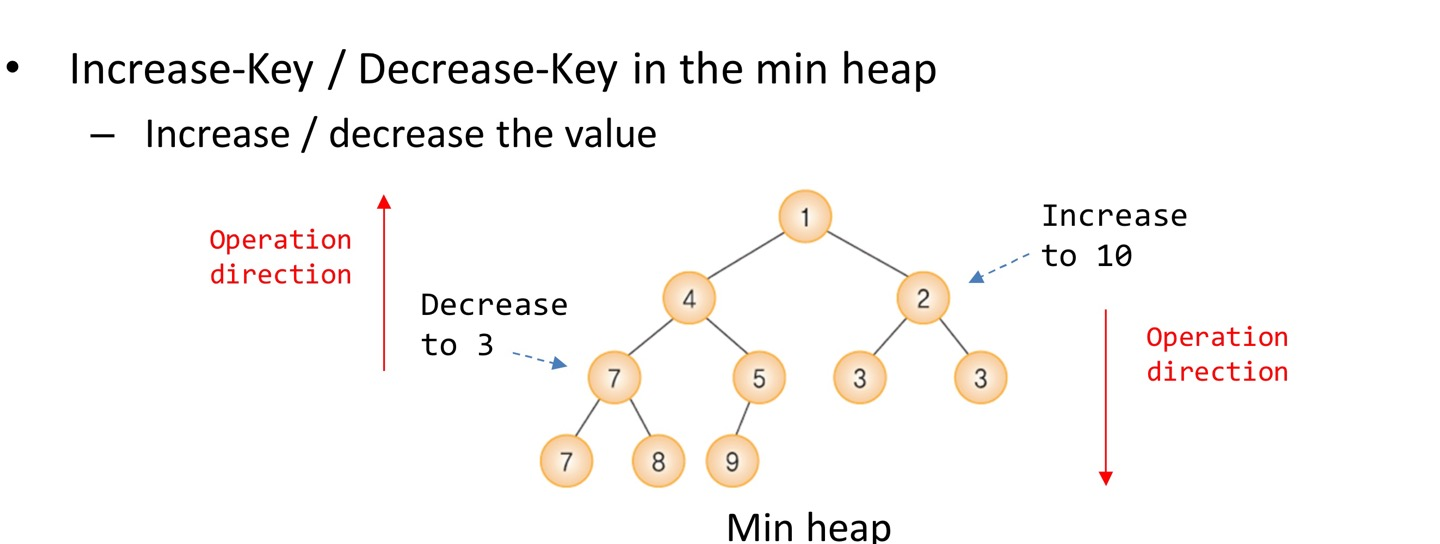 • Increase-Key / Decrease-Key in the min heap
– Increase / decrease the value
Operation
direction
Decrease
to 3
1
Increase
to 10
4
2
7
5
3
3
Operation
direction
7
8
9
Min heap